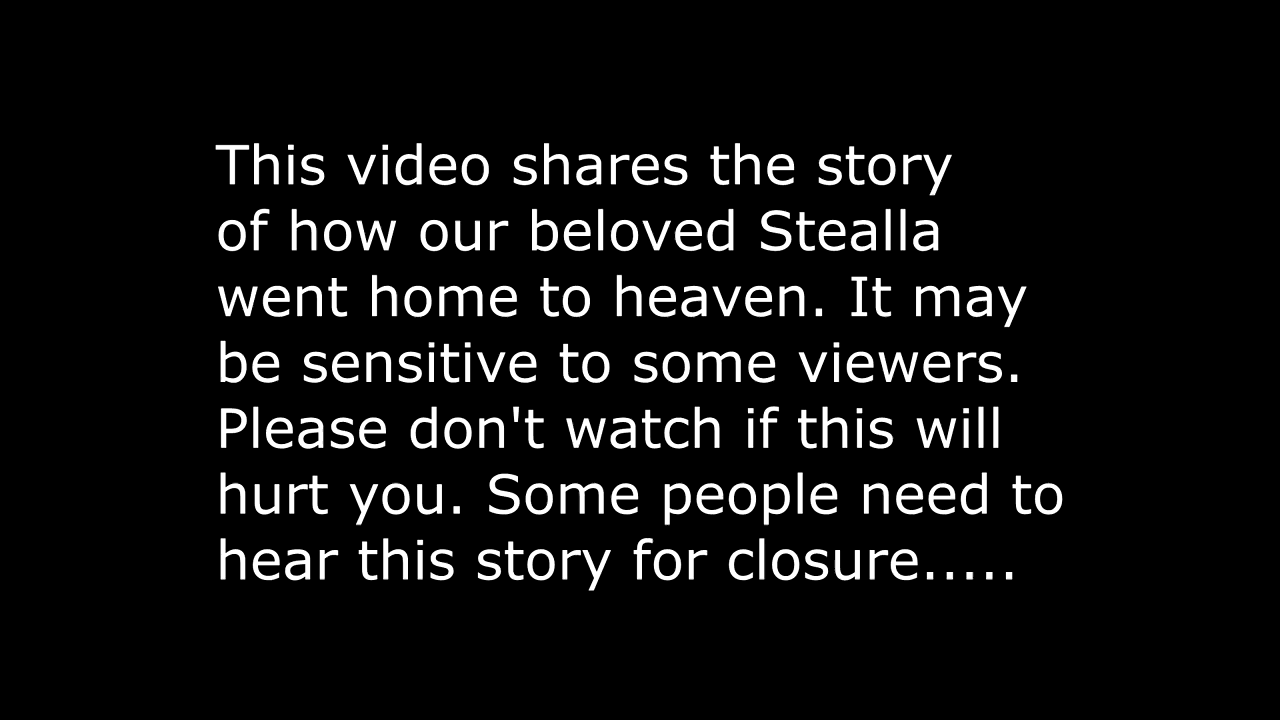 This video shares the story
of how our beloved Stealla
went home to heaven. It may
be sensitive to some viewers.
Please don't watch if this will
hurt you. Some people need to
hear this story for closure.....